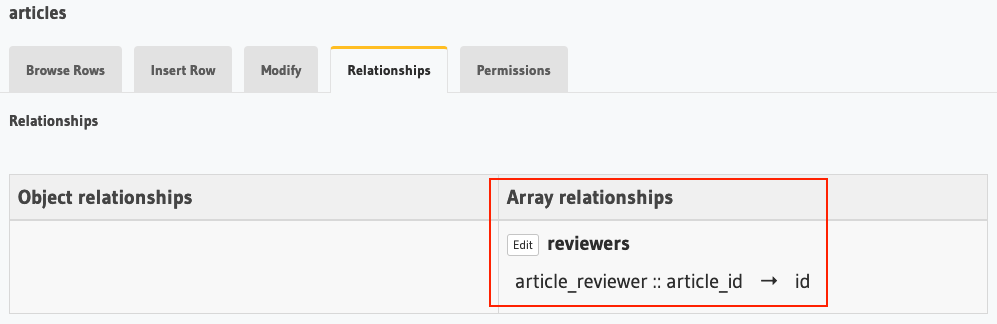 articles
Browse Rows Insert Row Modify Relationships Permissions
Relationships
Object relationships Array relationships
Edit reviewers
article_reviewer :: article_id → id